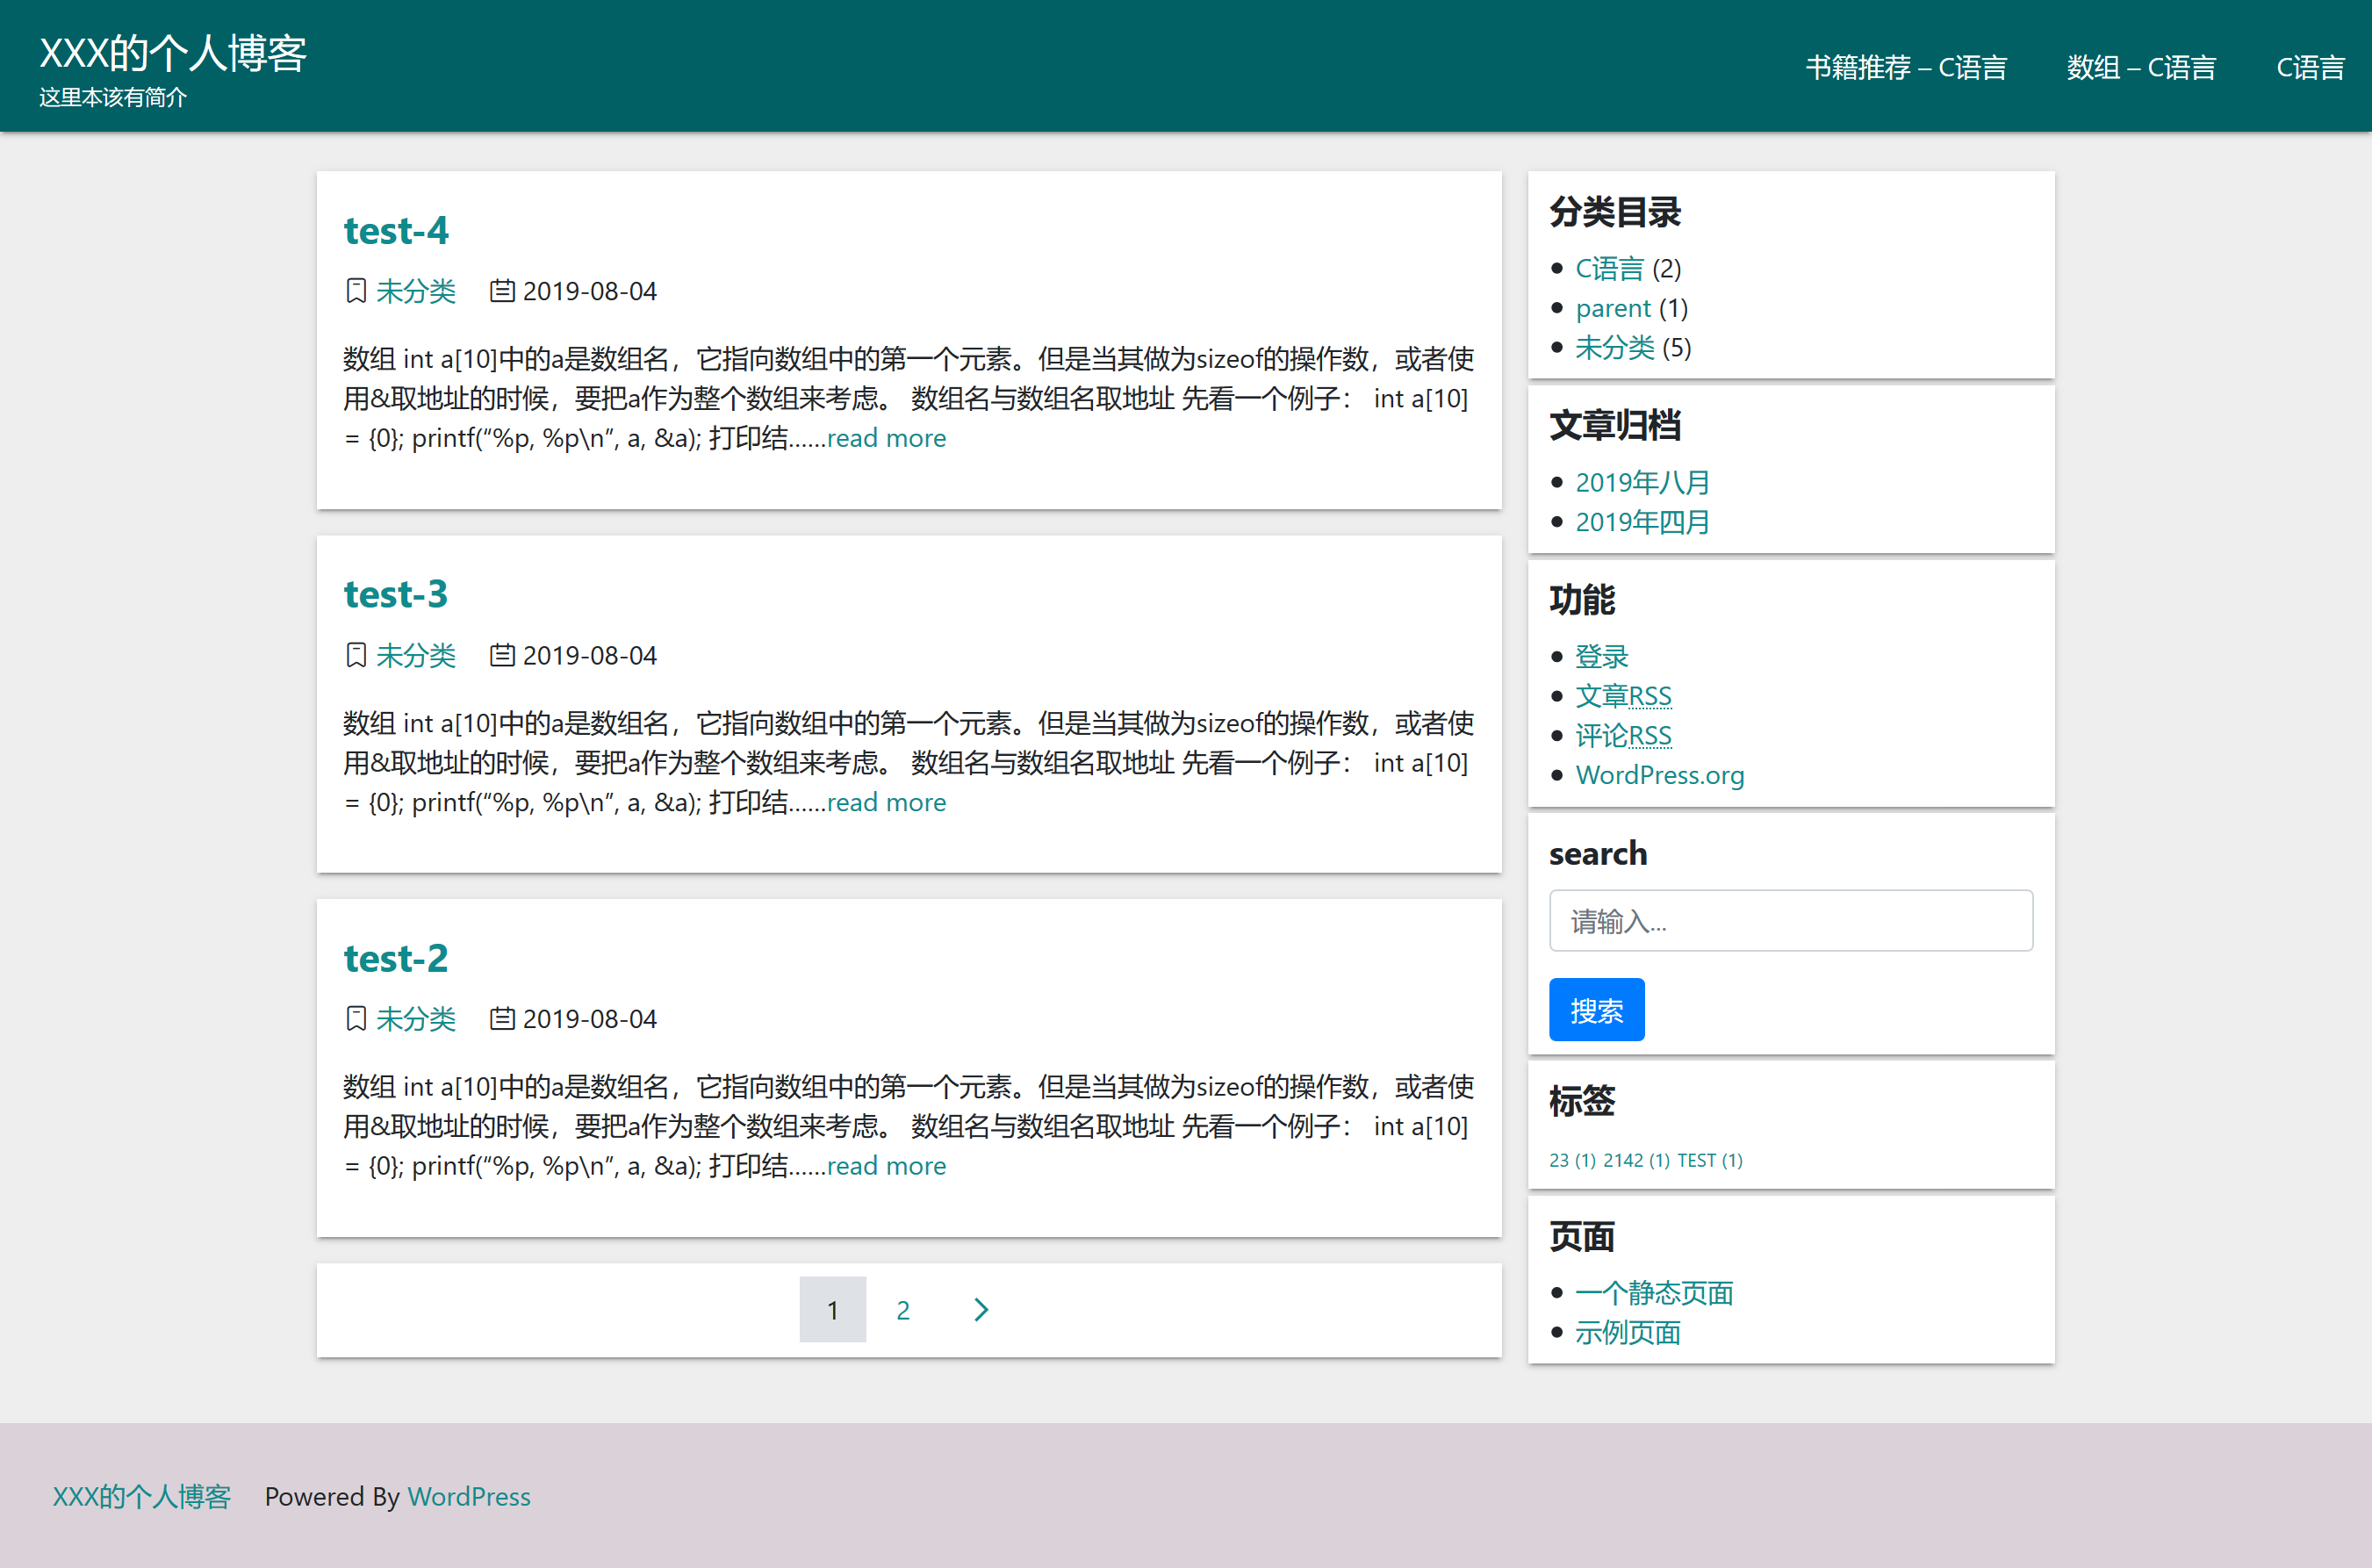 XXX的个人博客
这里本该有简介
书籍推荐 – C语言
数组 – C语言
C语言
test-4
未分类 2019-08-04
数组 int a[10]中的a是数组名，它指向数组中的第一个元素。但是当其做为sizeof的操作数，或者使
用&取地址的时候，要把a作为整个数组来考虑。 数组名与数组名取地址 先看一个例子： int a[10]
= {0}; printf(“%p, %p\n”, a, &a); 打印结......read more
test-3
未分类 2019-08-04
数组 int a[10]中的a是数组名，它指向数组中的第一个元素。但是当其做为sizeof的操作数，或者使
用&取地址的时候，要把a作为整个数组来考虑。 数组名与数组名取地址 先看一个例子： int a[10]
= {0}; printf(“%p, %p\n”, a, &a); 打印结......read more
test-2
未分类 2019-08-04
数组 int a[10]中的a是数组名，它指向数组中的第一个元素。但是当其做为sizeof的操作数，或者使
用&取地址的时候，要把a作为整个数组来考虑。 数组名与数组名取地址 先看一个例子： int a[10]
= {0}; printf(“%p, %p\n”, a, &a); 打印结......read more
1 2
分类目录
C语言 (2)
parent (1)
未分类 (5)
文章归档
2019年八月
2019年四月
功能
登录
文章RSS
评论RSS
WordPress.org
search
请输入...
搜索
标签
23 (1) 2142 (1) TEST (1)
页面
一个静态页面
示例页面
XXX的个人博客 Powered By WordPress